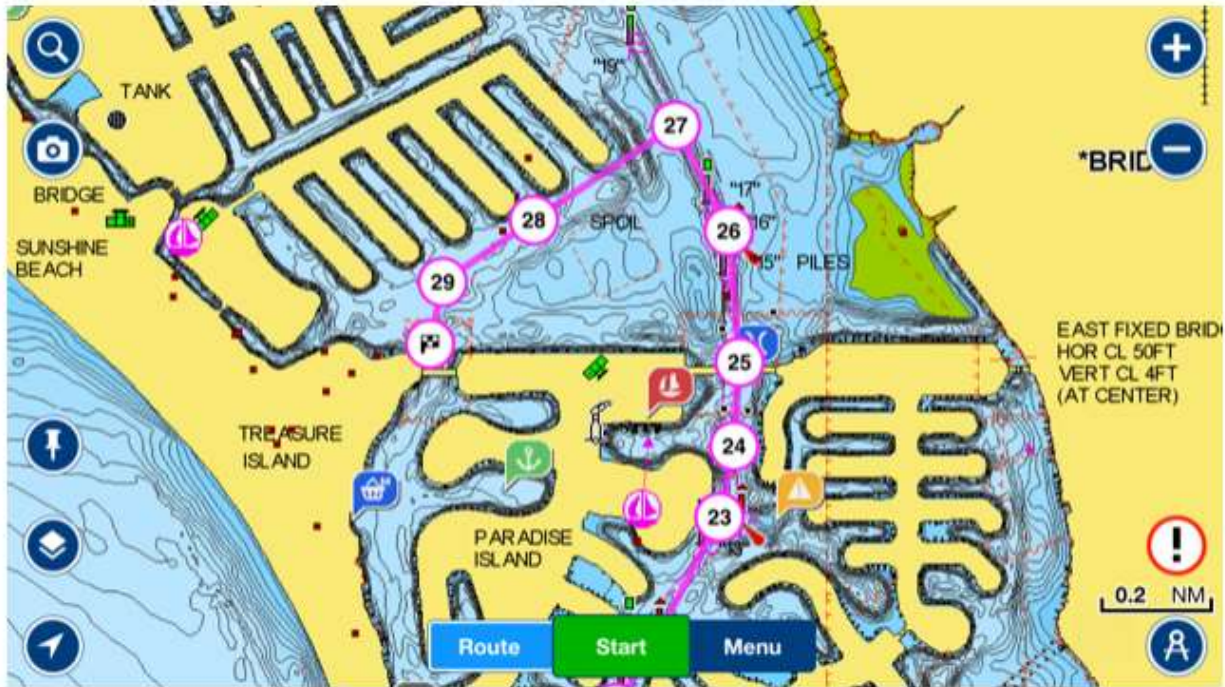 "19"
TANK
27
*BRID
BRIDGE
"17"
28
SPOIL
26
16"
SUNSHINE
BEACH
15"
PILES
29
EAST FIXED BRIDG
HOR CL 50FT
VERT CL 4FT
(AT CENTER)
25
TREASURE
ISLAND
24
M
23
PARADISE
ISLAND
!
0.2 NM
Route
Start
Menu